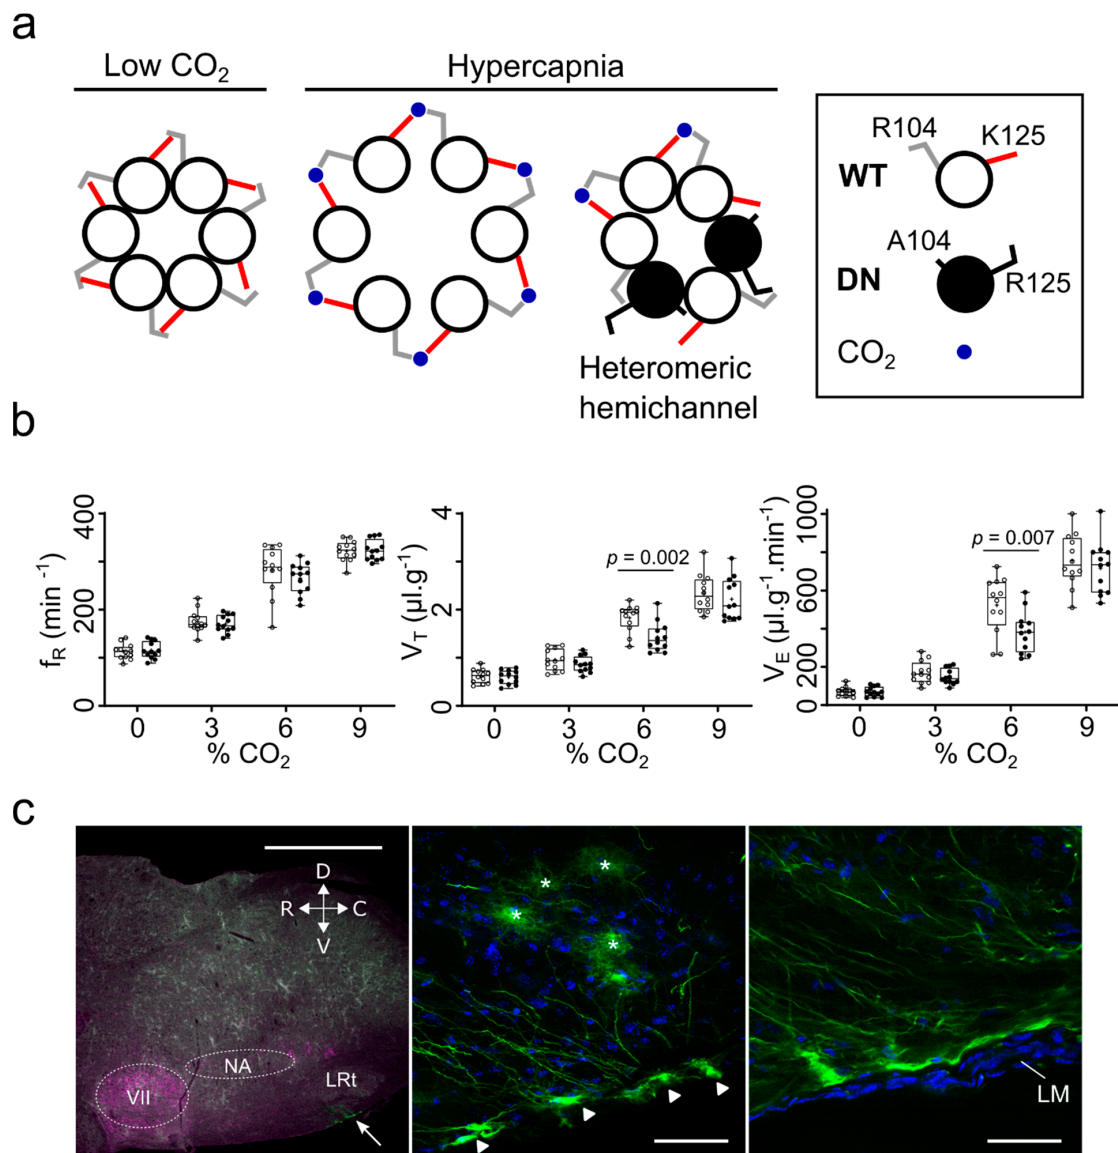 a
Low CO₂
Hypercapnia
R104
K125
WT
A104
DN
R125
CO₂
Heteromeric
hemichannel
b
400
200
0
fR (min ⁻¹)
0 3 6 9
% CO₂
4
2
0
VT (µl.g⁻¹)
p = 0.002
0 3 6 9
% CO₂
1000
600
200
0
VE (µl.g⁻¹.min⁻¹)
p = 0.007
0 3 6 9
% CO₂
c
D
R C
V
NA
VII
LRt
* * * *
LM